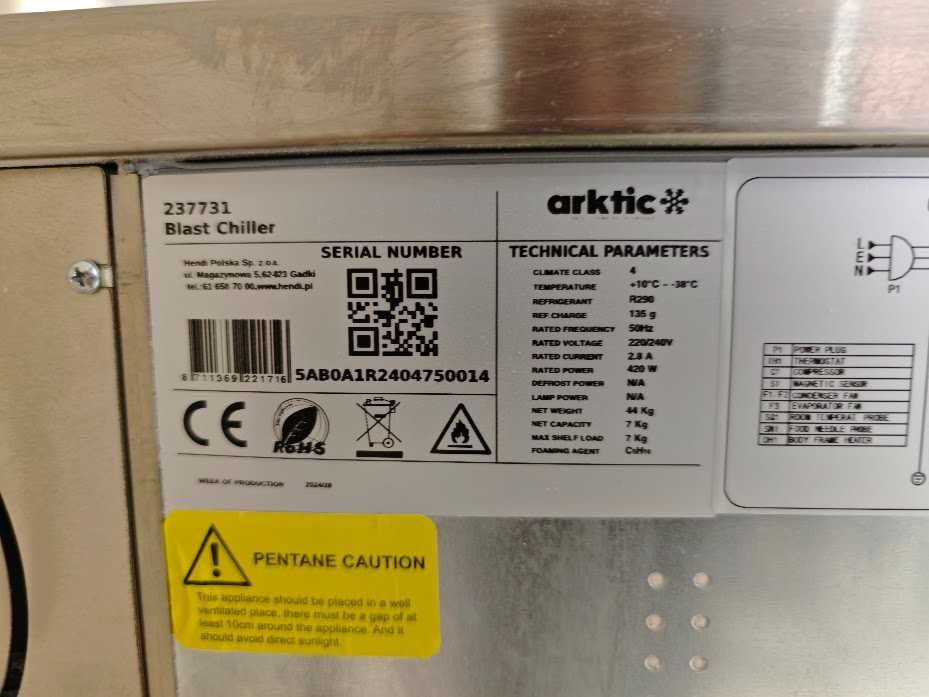 237731
Blast Chiller
Hendi Polska Sp. z o.o.
ul. Magazynowa 5, 62-023 Gadki
tel.: 61 658 70 00, www.hendi.pl
8 711369 221716
SERIAL NUMBER
5AB0A1R2404750014
CE
RoHS
WEEK OF PRODUCTION
arktic
TECHNICAL PARAMETERS
CLIMATE CLASS 4
TEMPERATURE +10°C ~ -38°C
REFRIGERANT R290
REF.CHARGE 135 g
RATED FREQUENCY 50Hz
RATED VOLTAGE 220/240V
RATED CURRENT 2.8 A
RATED POWER 420 W
DEFROST POWER N/A
LAMP POWER N/A
NET WEIGHT 44 Kg
NET CAPACITY 7 Kg
MAX SHELF LOAD 7 Kg
FOAMING AGENT C₅H₁₀
L
E
N
P1
P1 POWER PLUG
TH1 THERMOSTAT
C1 COMPRESSOR
S1 MAGNETIC SENSOR
F1 F2 CONDENSER FAN
F3 EVAPORATOR FAN
ROOM TEMPERAT PROBE
FOOD NEEDLE PROBE
BODY FRAME HEATER
PENTANE CAUTION
This appliance should be placed in a well
ventilated place, there must be a gap of at
least 10cm around the appliance. And it
should avoid direct sunlight.